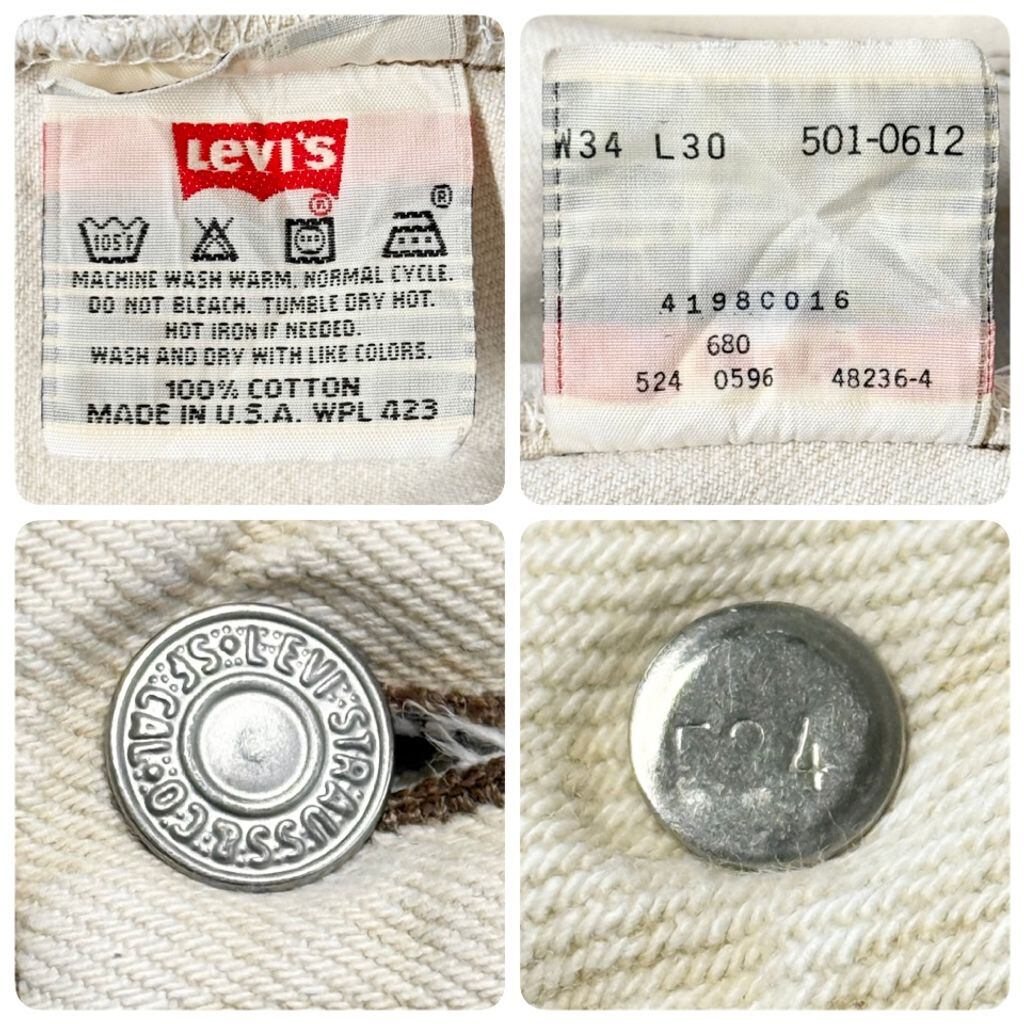 Levi's
®
®
105F
MACHINE WASH WARM, NORMAL CYCLE.
DO NOT BLEACH. TUMBLE DRY HOT.
HOT IRON IF NEEDED.
WASH AND DRY WITH LIKE COLORS.
100% COTTON
MADE IN U.S.A. WPL 423
W34 L30 501-0612
4198C016
680
524 0596 48236-4
LEVI STRAUSS & CO. S.F. CAL.
524